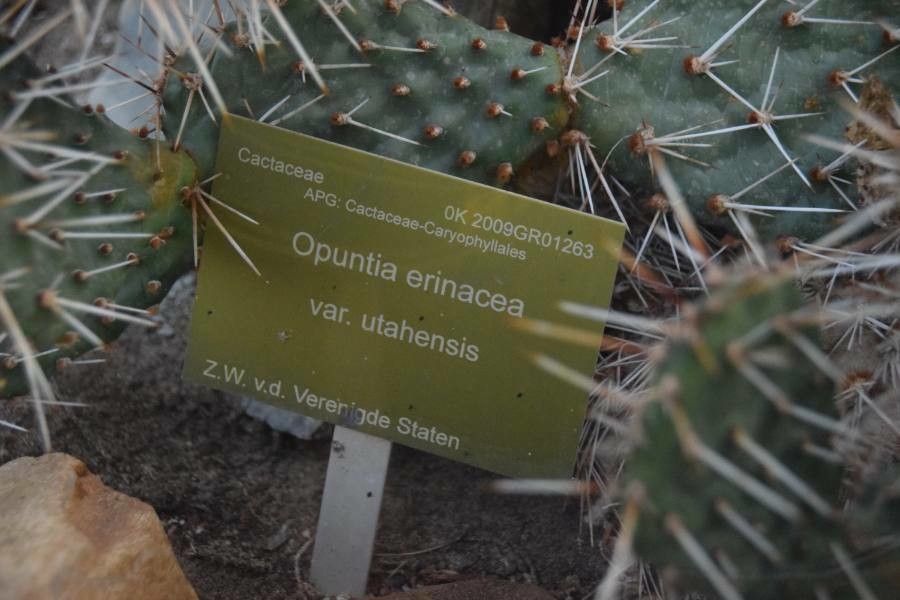 Cactaceae
0K 2009GR01263
APG: Cactaceae-Caryophyllales
Opuntia erinacea
var. utahensis
Z.W. v.d. Verenigde Staten